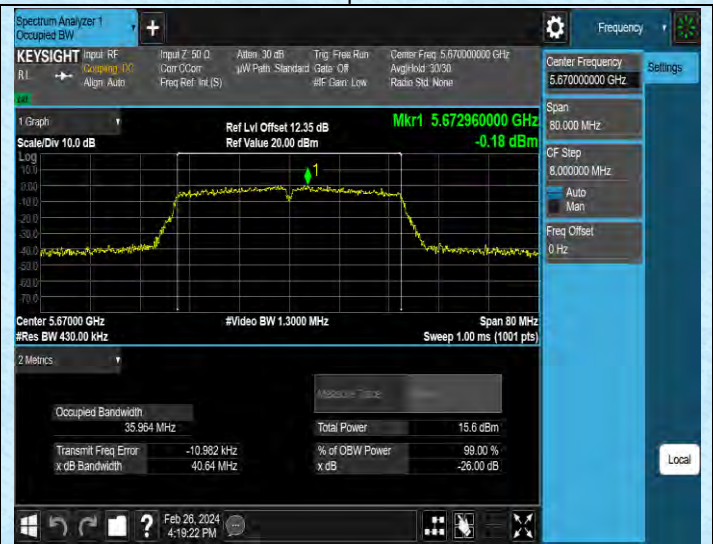 Spectrum Analyzer 1
Occupied BW
Frequency
KEYSIGHT Input: RF Input Z: 50 Ω Atten: 30 dB Trig: Free Run Center Freq: 5.670000000 GHz
RL Coupling: DC Corr CCorr µW Path: Standard Gate: Off Avg|Hold: 30/30
Align: Auto Freq Ref: Int (S) #IF Gain: Low Radio Std: None
Center Frequency
5.670000000 GHz
Settings
Span
80.000 MHz
CF Step
8.000000 MHz
Auto
Man
Freq Offset
0 Hz
1 Graph
Ref Lvl Offset 12.35 dB
Mkr1 5.672960000 GHz
Scale/Div 10.0 dB
Ref Value 20.00 dBm
-0.18 dBm
Log
10.0
0.00
-10.0
-20.0
-30.0
-40.0
-50.0
-60.0
-70.0
1
Center 5.67000 GHz #Video BW 1.3000 MHz Span 80 MHz
#Res BW 430.00 kHz Sweep 1.00 ms (1001 pts)
2 Metrics
Measure Trace
Occupied Bandwidth
35.964 MHz
Total Power 15.6 dBm
Transmit Freq Error -10.982 kHz % of OBW Power 99.00 %
x dB Bandwidth 40.64 MHz x dB -26.00 dB
Local
Feb 26, 2024
4:19:22 PM